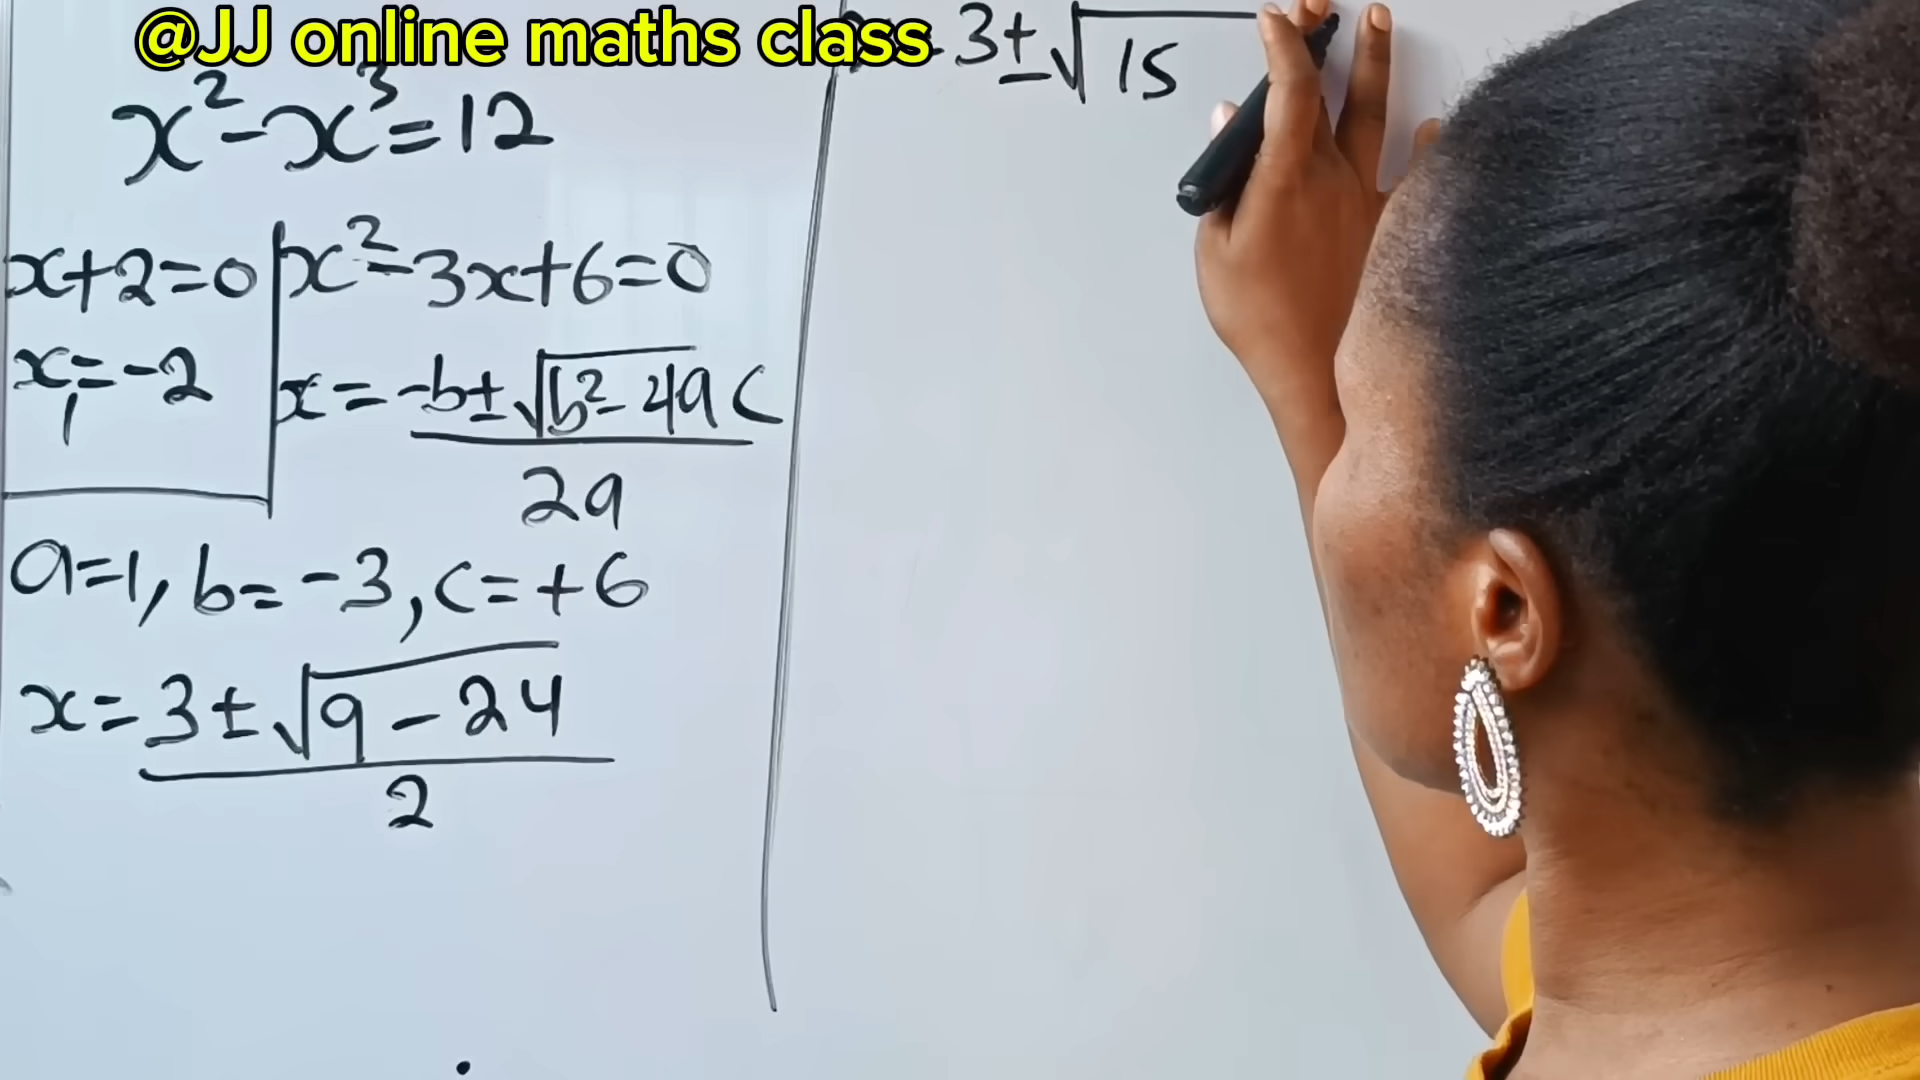 @JJ online maths class
x² - x³ = 12
x+2=0
x₁=-2
x² - 3x + 6 = 0
x = -b ± √b² - 4ac
2a
a=1, b= -3, c= +6
x = 3 ± √9 - 24
2
3 ± √15